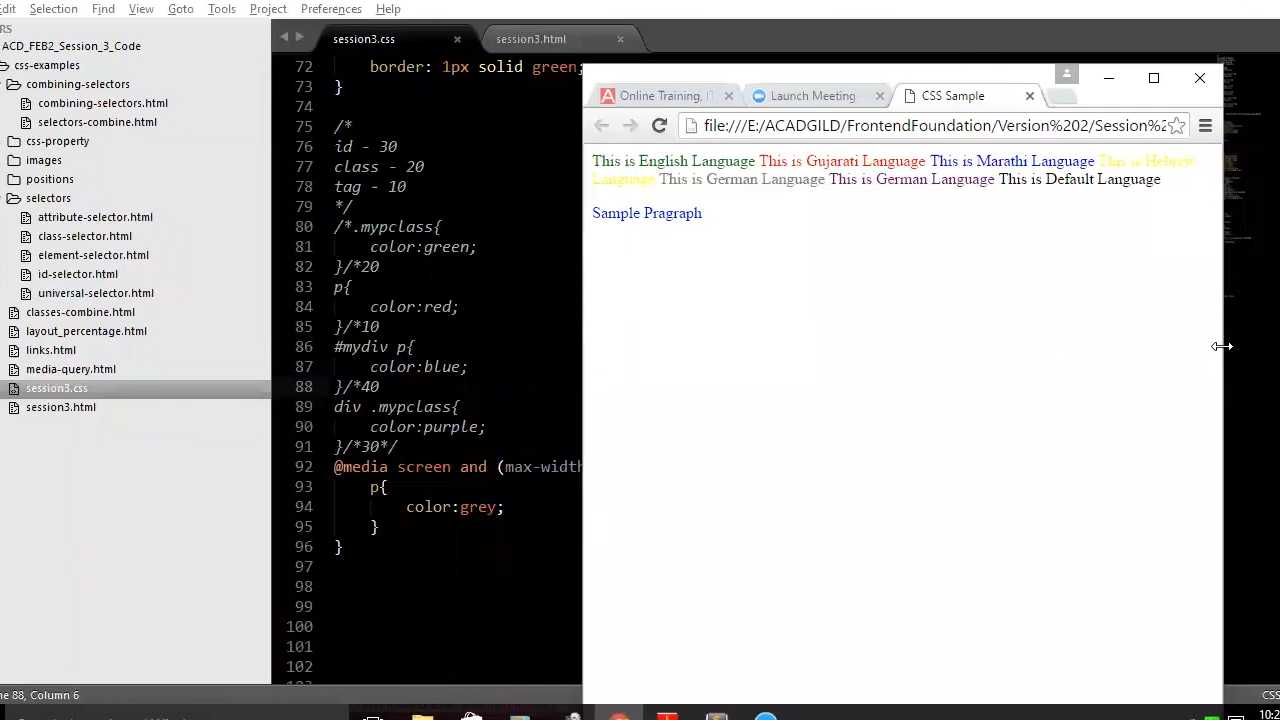 Edit Selection Find View Goto Tools Project Preferences Help
RS
ACD_FEB2_Session_3_Code
css-examples
combining-selectors
combining-selectors.html
selectors-combine.html
css-property
images
positions
selectors
attribute-selector.html
class-selector.html
element-selector.html
id-selector.html
universal-selector.html
classes-combine.html
layout_percentage.html
links.html
media-query.html
session3.css
session3.html
session3.css × session3.html ×
72 border: 1px solid green;
73 }
74
75 /*
76 id - 30
77 class - 20
78 tag - 10
79 */
80 /*.mypclass{
81 color:green;
82 }/*20
83 p{
84 color:red;
85 }/*10
86 #mydiv p{
87 color:blue;
88 }/*40
89 div .mypclass{
90 color:purple;
91 }/*30*/
92 @media screen and (max-width
93 p{
94 color:grey;
95 }
96 }
97
98
99
100
101
102
Online Training, I × Launch Meeting - × CSS Sample ×
file:///E:/ACADGILD/FrontendFoundation/Version%202/Session%2
This is English Language This is Gujarati Language This is Marathi Language This is Hebrew
Language This is German Language This is German Language This is Default Language
Sample Pragraph
ne 88, Column 6
CSS
10:2